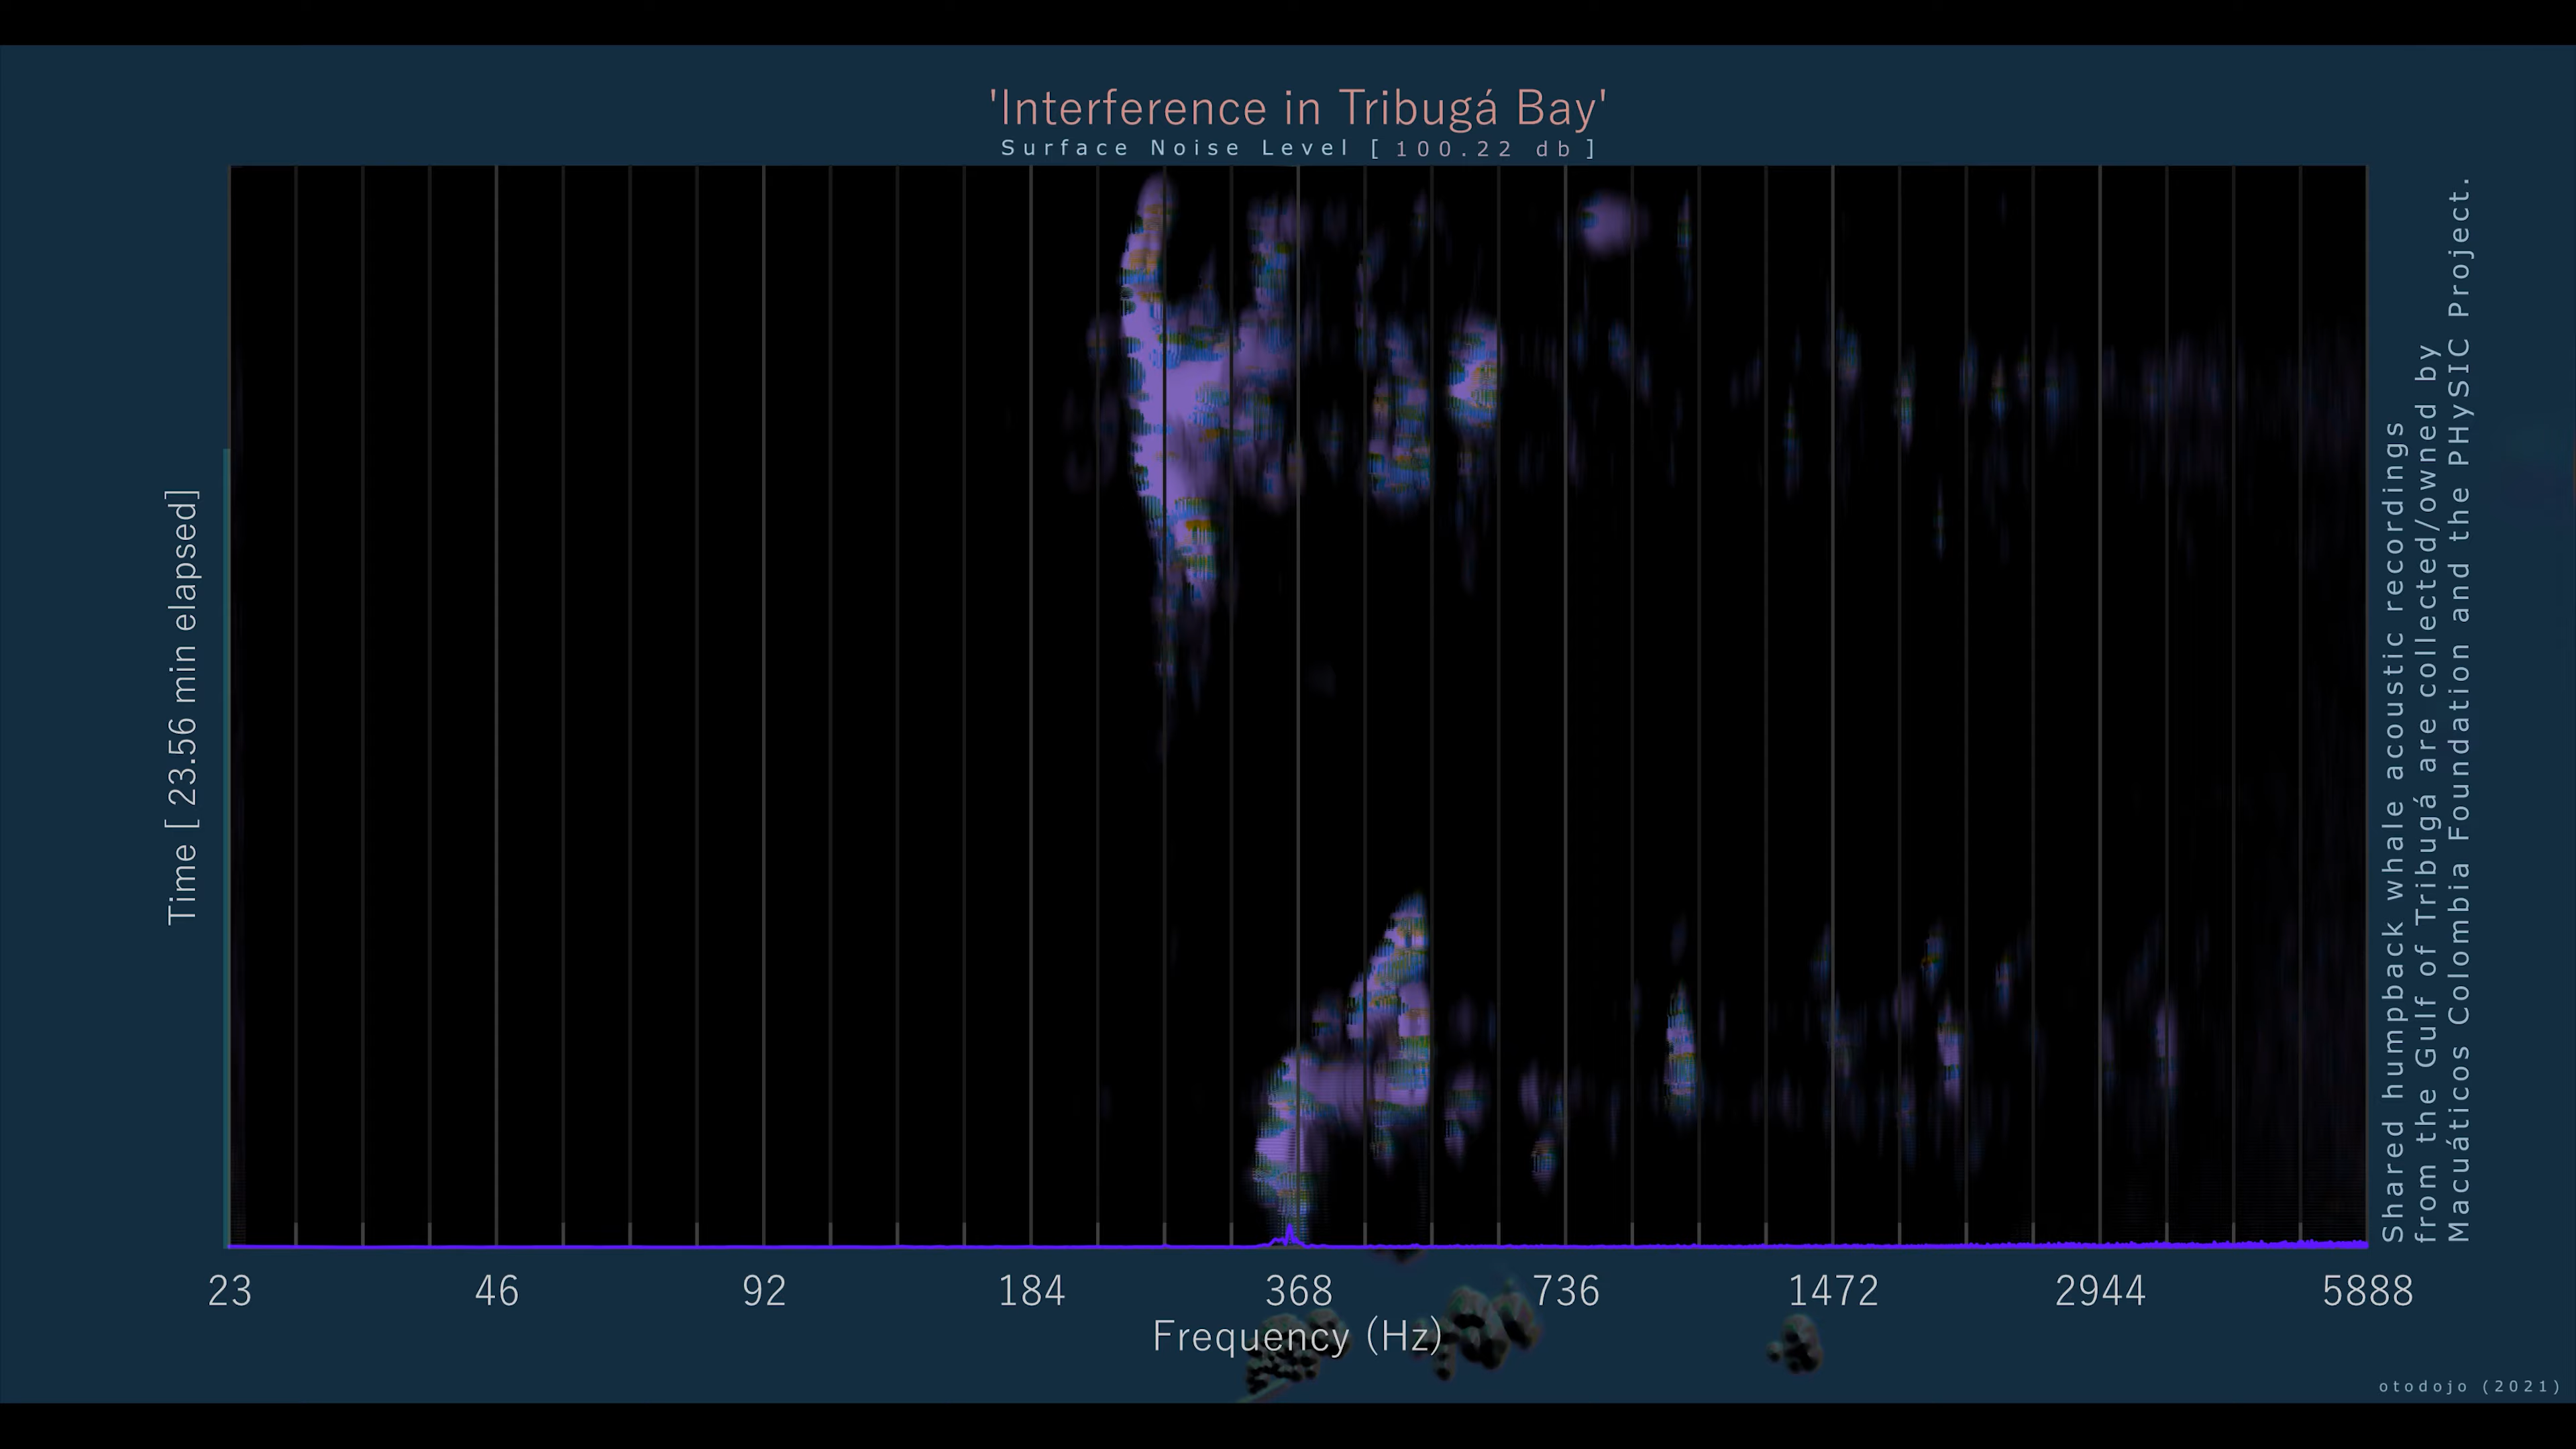 'Interference in Tribugá Bay'
Surface Noise Level [ 100.22 db ]
Time [ 23.56 min elapsed]
Shared humpback whale acoustic recordings
from the Gulf of Tribugá are collected/owned by
Macuáticos Colombia Foundation and the PHySIC Project.
23 46 92 184 368 736 1472 2944 5888
Frequency (Hz)
otodojo (2021)